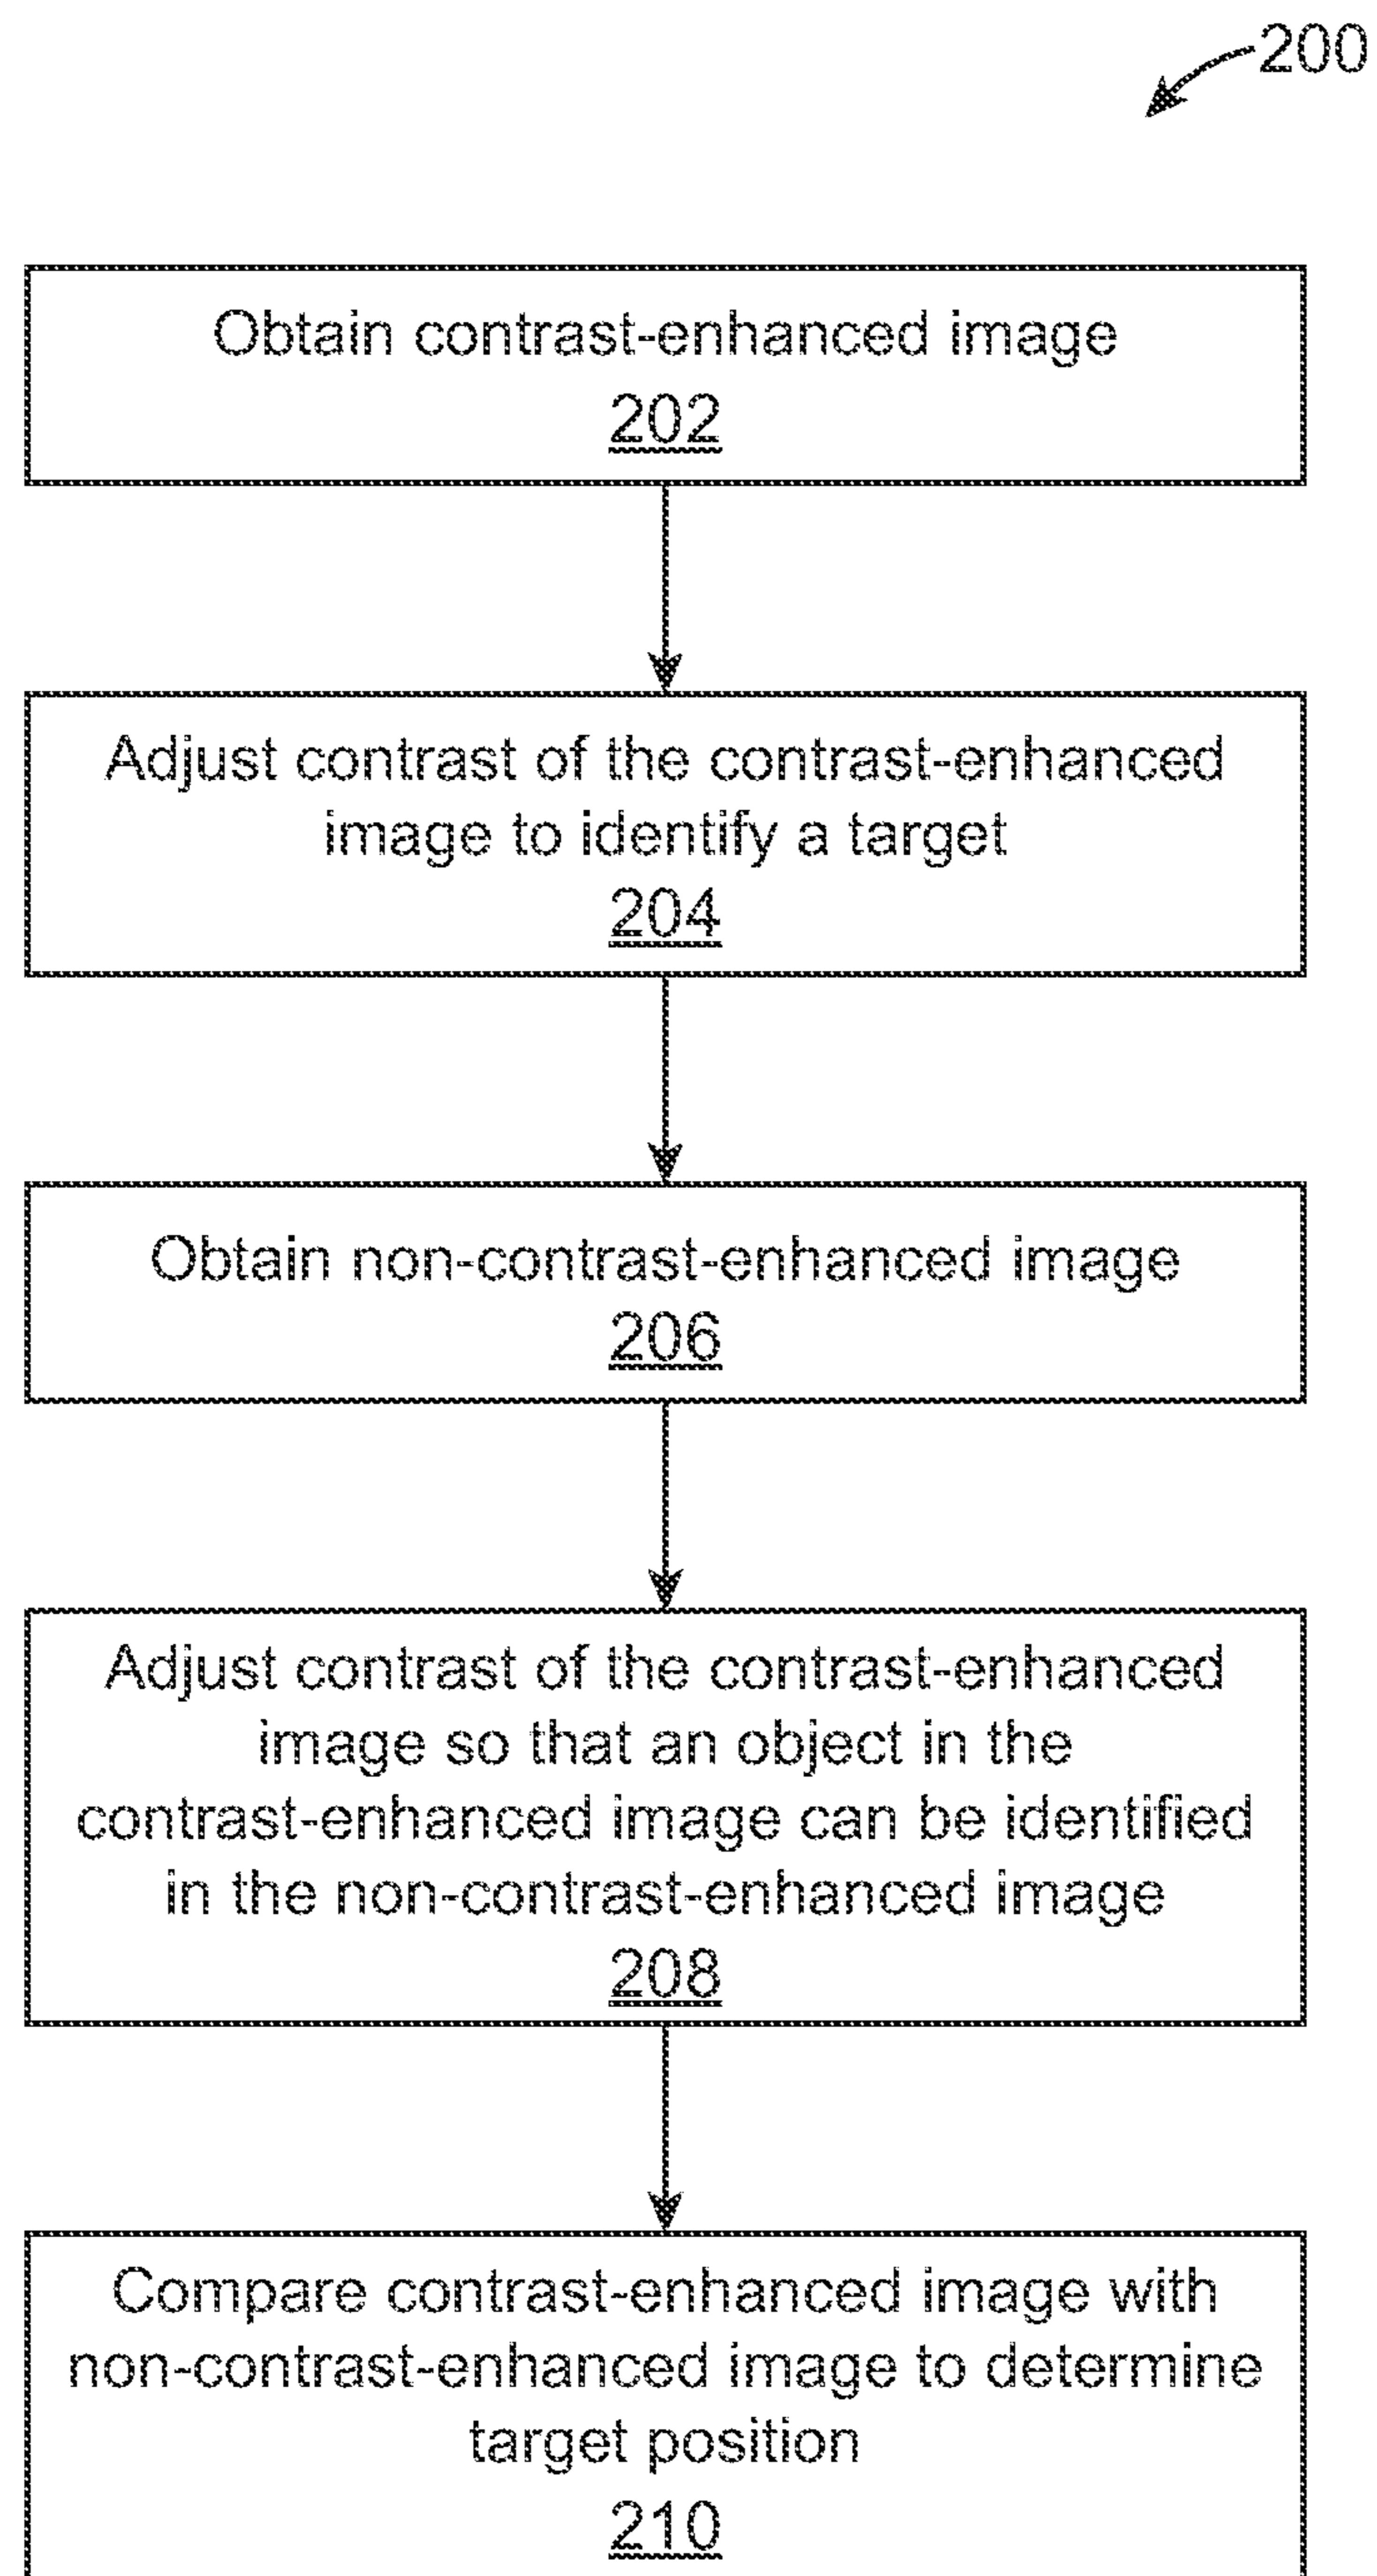 200
Obtain contrast-enhanced image
202
Adjust contrast of the contrast-enhanced
image to identify a target
204
Obtain non-contrast-enhanced image
206
Adjust contrast of the contrast-enhanced
image so that an object in the
contrast-enhanced image can be identified
in the non-contrast-enhanced image
208
Compare contrast-enhanced image with
non-contrast-enhanced image to determine
target position
210